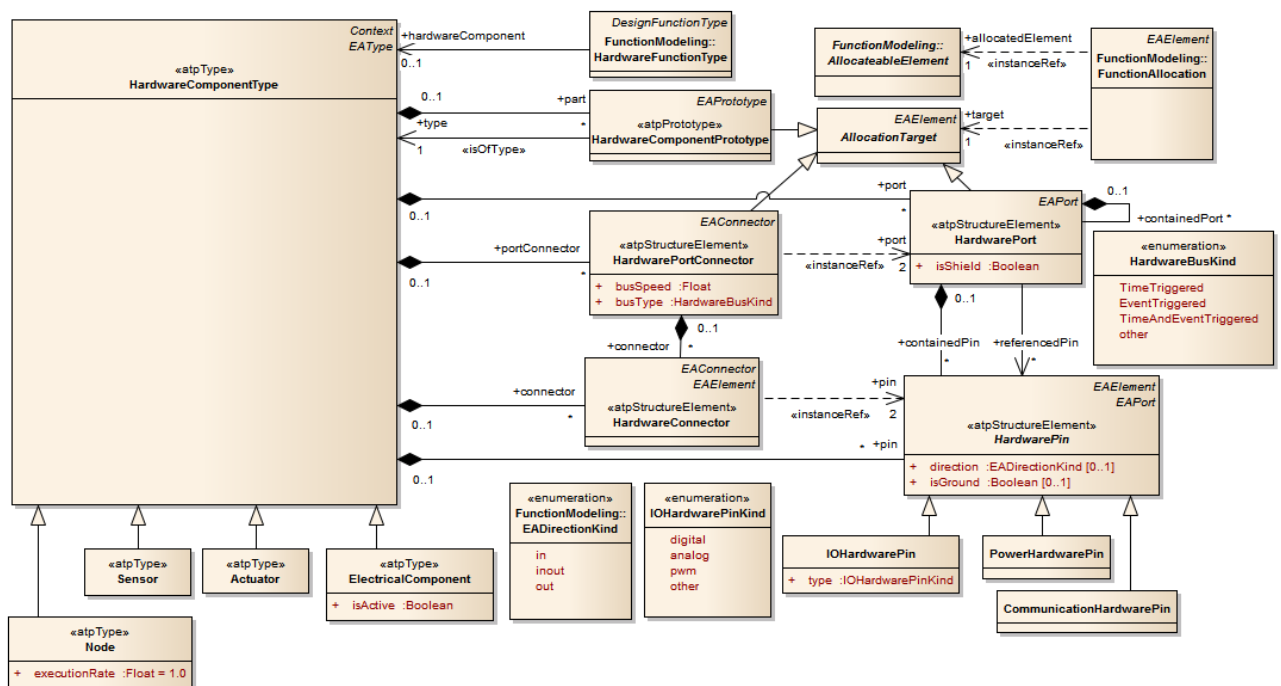 Context
EAType
«atpType»
HardwareComponentType
+hardwareComponent
0..1
DesignFunctionType
FunctionModeling::
HardwareFunctionType
FunctionModeling::
AllocateableElement
+allocatedElement
1
«instanceRef»
EAElement
FunctionModeling::
FunctionAllocation
0..1
+part
*
+type
1
«isOfType»
EAPrototype
«atpPrototype»
HardwareComponentPrototype
EAElement
AllocationTarget
+target
1
«instanceRef»
0..1
+port
*
EAPort
«atpStructureElement»
HardwarePort
+ isShield :Boolean
0..1
+containedPort *
+portConnector
0..1
*
EAConnector
«atpStructureElement»
HardwarePortConnector
+ busSpeed :Float
+ busType :HardwareBusKind
+port
«instanceRef»
2
«enumeration»
HardwareBusKind
TimeTriggered
EventTriggered
TimeAndEventTriggered
other
0..1
+connector
*
0..1
+containedPin
*
+referencedPin
*
+connector
0..1
*
EAConnector
EAElement
«atpStructureElement»
HardwareConnector
+pin
«instanceRef»
2
EAElement
EAPort
«atpStructureElement»
HardwarePin
+ direction :EADirectionKind [0..1]
+ isGround :Boolean [0..1]
0..1
* +pin
«enumeration»
FunctionModeling::
EADirectionKind
in
inout
out
«enumeration»
IOHardwarePinKind
digital
analog
pwm
other
IOHardwarePin
+ type :IOHardwarePinKind
PowerHardwarePin
CommunicationHardwarePin
«atpType»
Sensor
«atpType»
Actuator
«atpType»
ElectricalComponent
+ isActive :Boolean
«atpType»
Node
+ executionRate :Float = 1.0